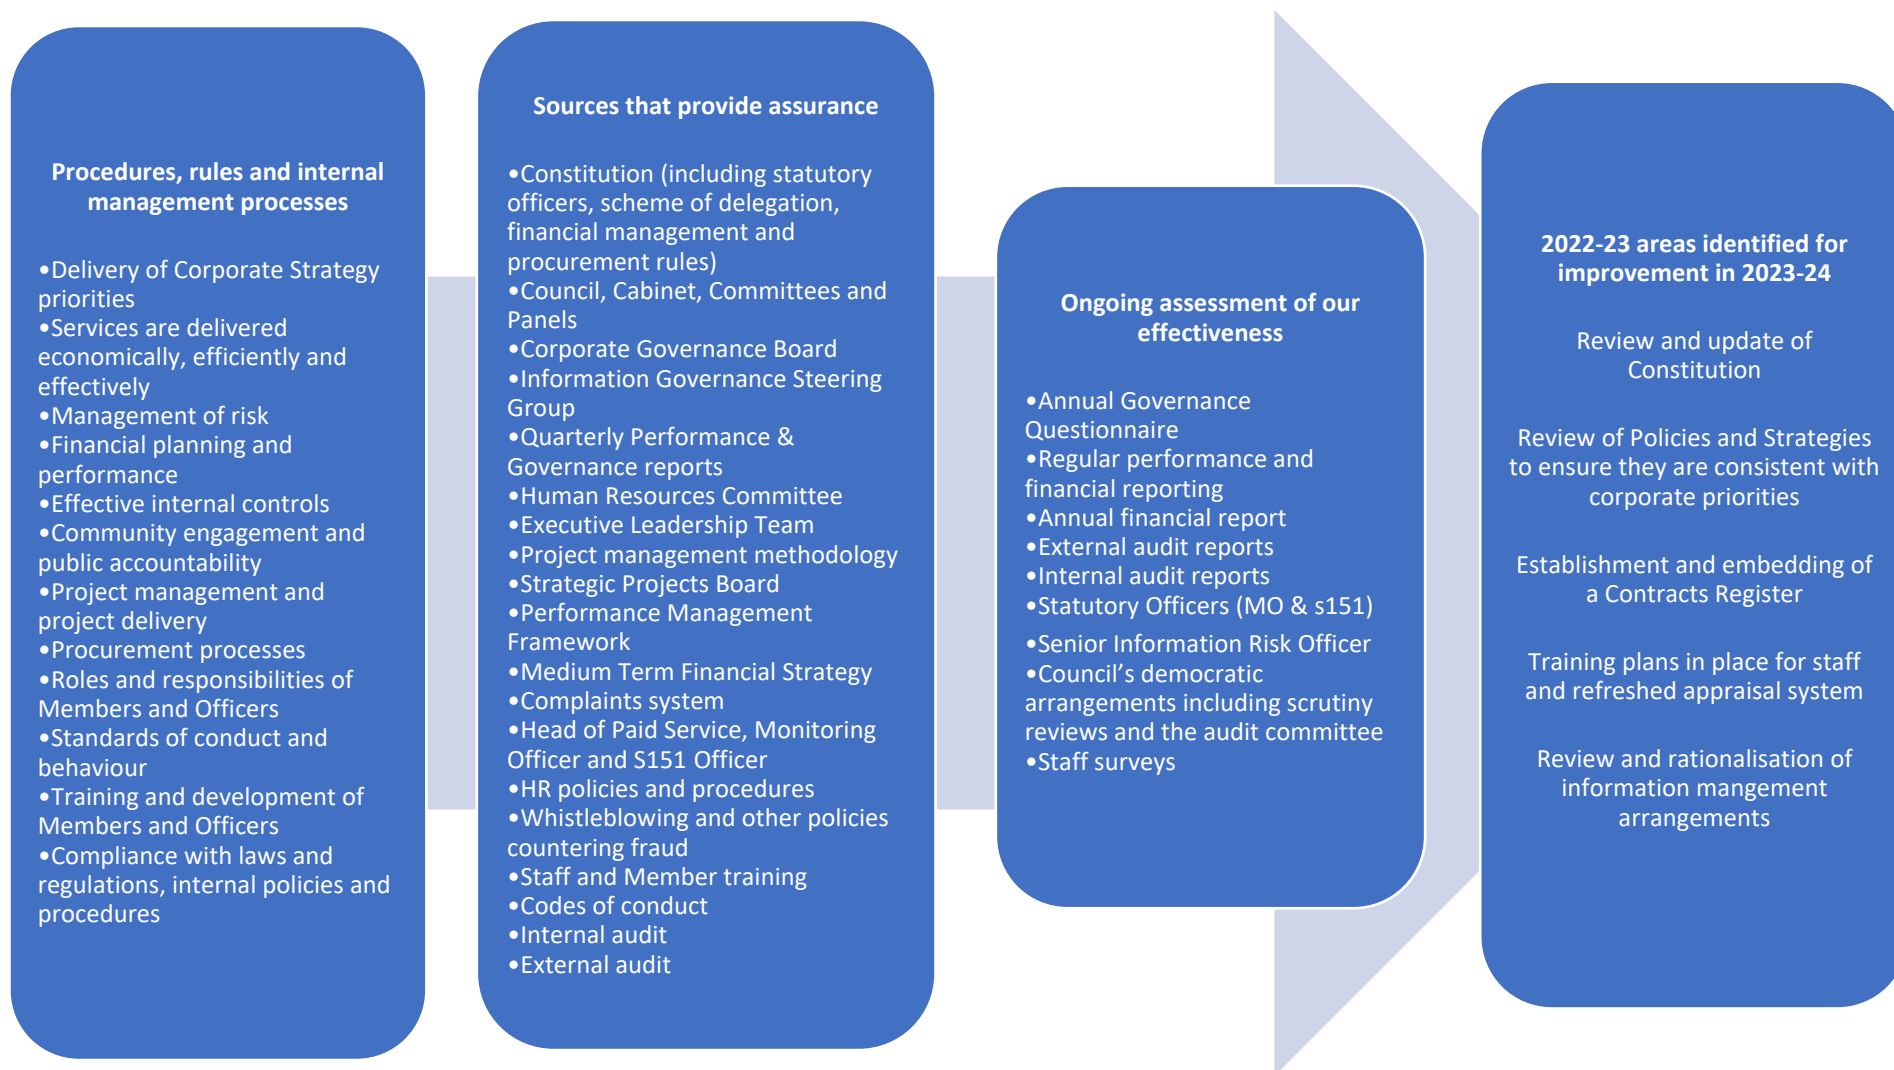 Procedures, rules and internal
management processes
•Delivery of Corporate Strategy
priorities
•Services are delivered
economically, efficiently and
effectively
•Management of risk
•Financial planning and
performance
•Effective internal controls
•Community engagement and
public accountability
•Project management and
project delivery
•Procurement processes
•Roles and responsibilities of
Members and Officers
•Standards of conduct and
behaviour
•Training and development of
Members and Officers
•Compliance with laws and
regulations, internal policies and
procedures
Sources that provide assurance
•Constitution (including statutory
officers, scheme of delegation,
financial management and
procurement rules)
•Council, Cabinet, Committees and
Panels
•Corporate Governance Board
•Information Governance Steering
Group
•Quarterly Performance &
Governance reports
•Human Resources Committee
•Executive Leadership Team
•Project management methodology
•Strategic Projects Board
•Performance Management
Framework
•Medium Term Financial Strategy
•Complaints system
•Head of Paid Service, Monitoring
Officer and S151 Officer
•HR policies and procedures
•Whistleblowing and other policies
countering fraud
•Staff and Member training
•Codes of conduct
•Internal audit
•External audit
Ongoing assessment of our
effectiveness
•Annual Governance
Questionnaire
•Regular performance and
financial reporting
•Annual financial report
•External audit reports
•Internal audit reports
•Statutory Officers (MO & s151)
•Senior Information Risk Officer
•Council’s democratic
arrangements including scrutiny
reviews and the audit committee
•Staff surveys
2022-23 areas identified for
improvement in 2023-24
Review and update of
Constitution
Review of Policies and Strategies
to ensure they are consistent with
corporate priorities
Establishment and embedding of
a Contracts Register
Training plans in place for staff
and refreshed appraisal system
Review and rationalisation of
information mangement
arrangements